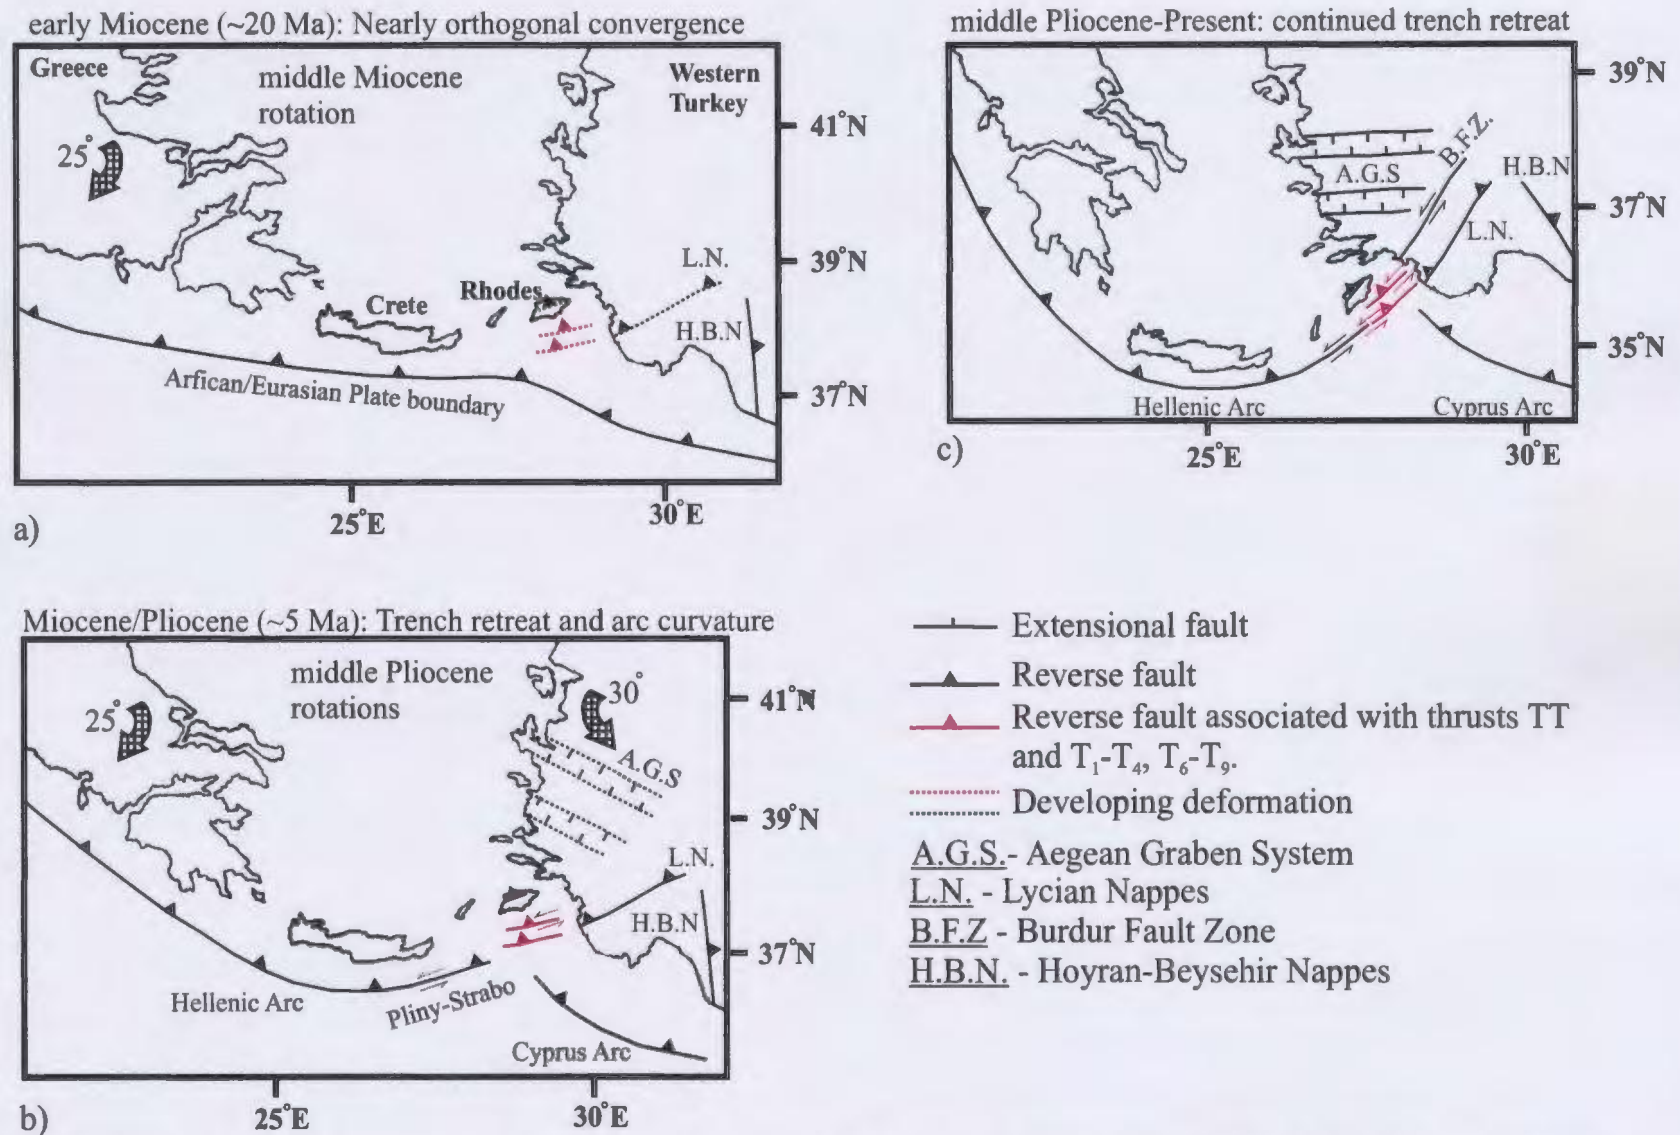 early Miocene (~20 Ma): Nearly orthogonal convergence
Greece
middle Miocene
rotation
Western
Turkey
25°
41°N
39°N
37°N
L.N.
Rhodes
Crete
H.B.N
Arfican/Eurasian Plate boundary
25°E
30°E
a)
middle Pliocene-Present: continued trench retreat
39°N
37°N
35°N
B.F.Z.
H.B.N
A.G.S
L.N.
Hellenic Arc
Cyprus Arc
25°E
30°E
c)
Miocene/Pliocene (~5 Ma): Trench retreat and arc curvature
middle Pliocene
rotations
25°
30°
41°N
39°N
37°N
A.G.S
L.N.
H.B.N
Hellenic Arc
Pliny-Strabo
Cyprus Arc
25°E
30°E
b)
Extensional fault
Reverse fault
Reverse fault associated with thrusts TT
and T₁-T₄, T₆-T₉.
Developing deformation
A.G.S.- Aegean Graben System
L.N. - Lycian Nappes
B.F.Z - Burdur Fault Zone
H.B.N. - Hoyran-Beysehir Nappes